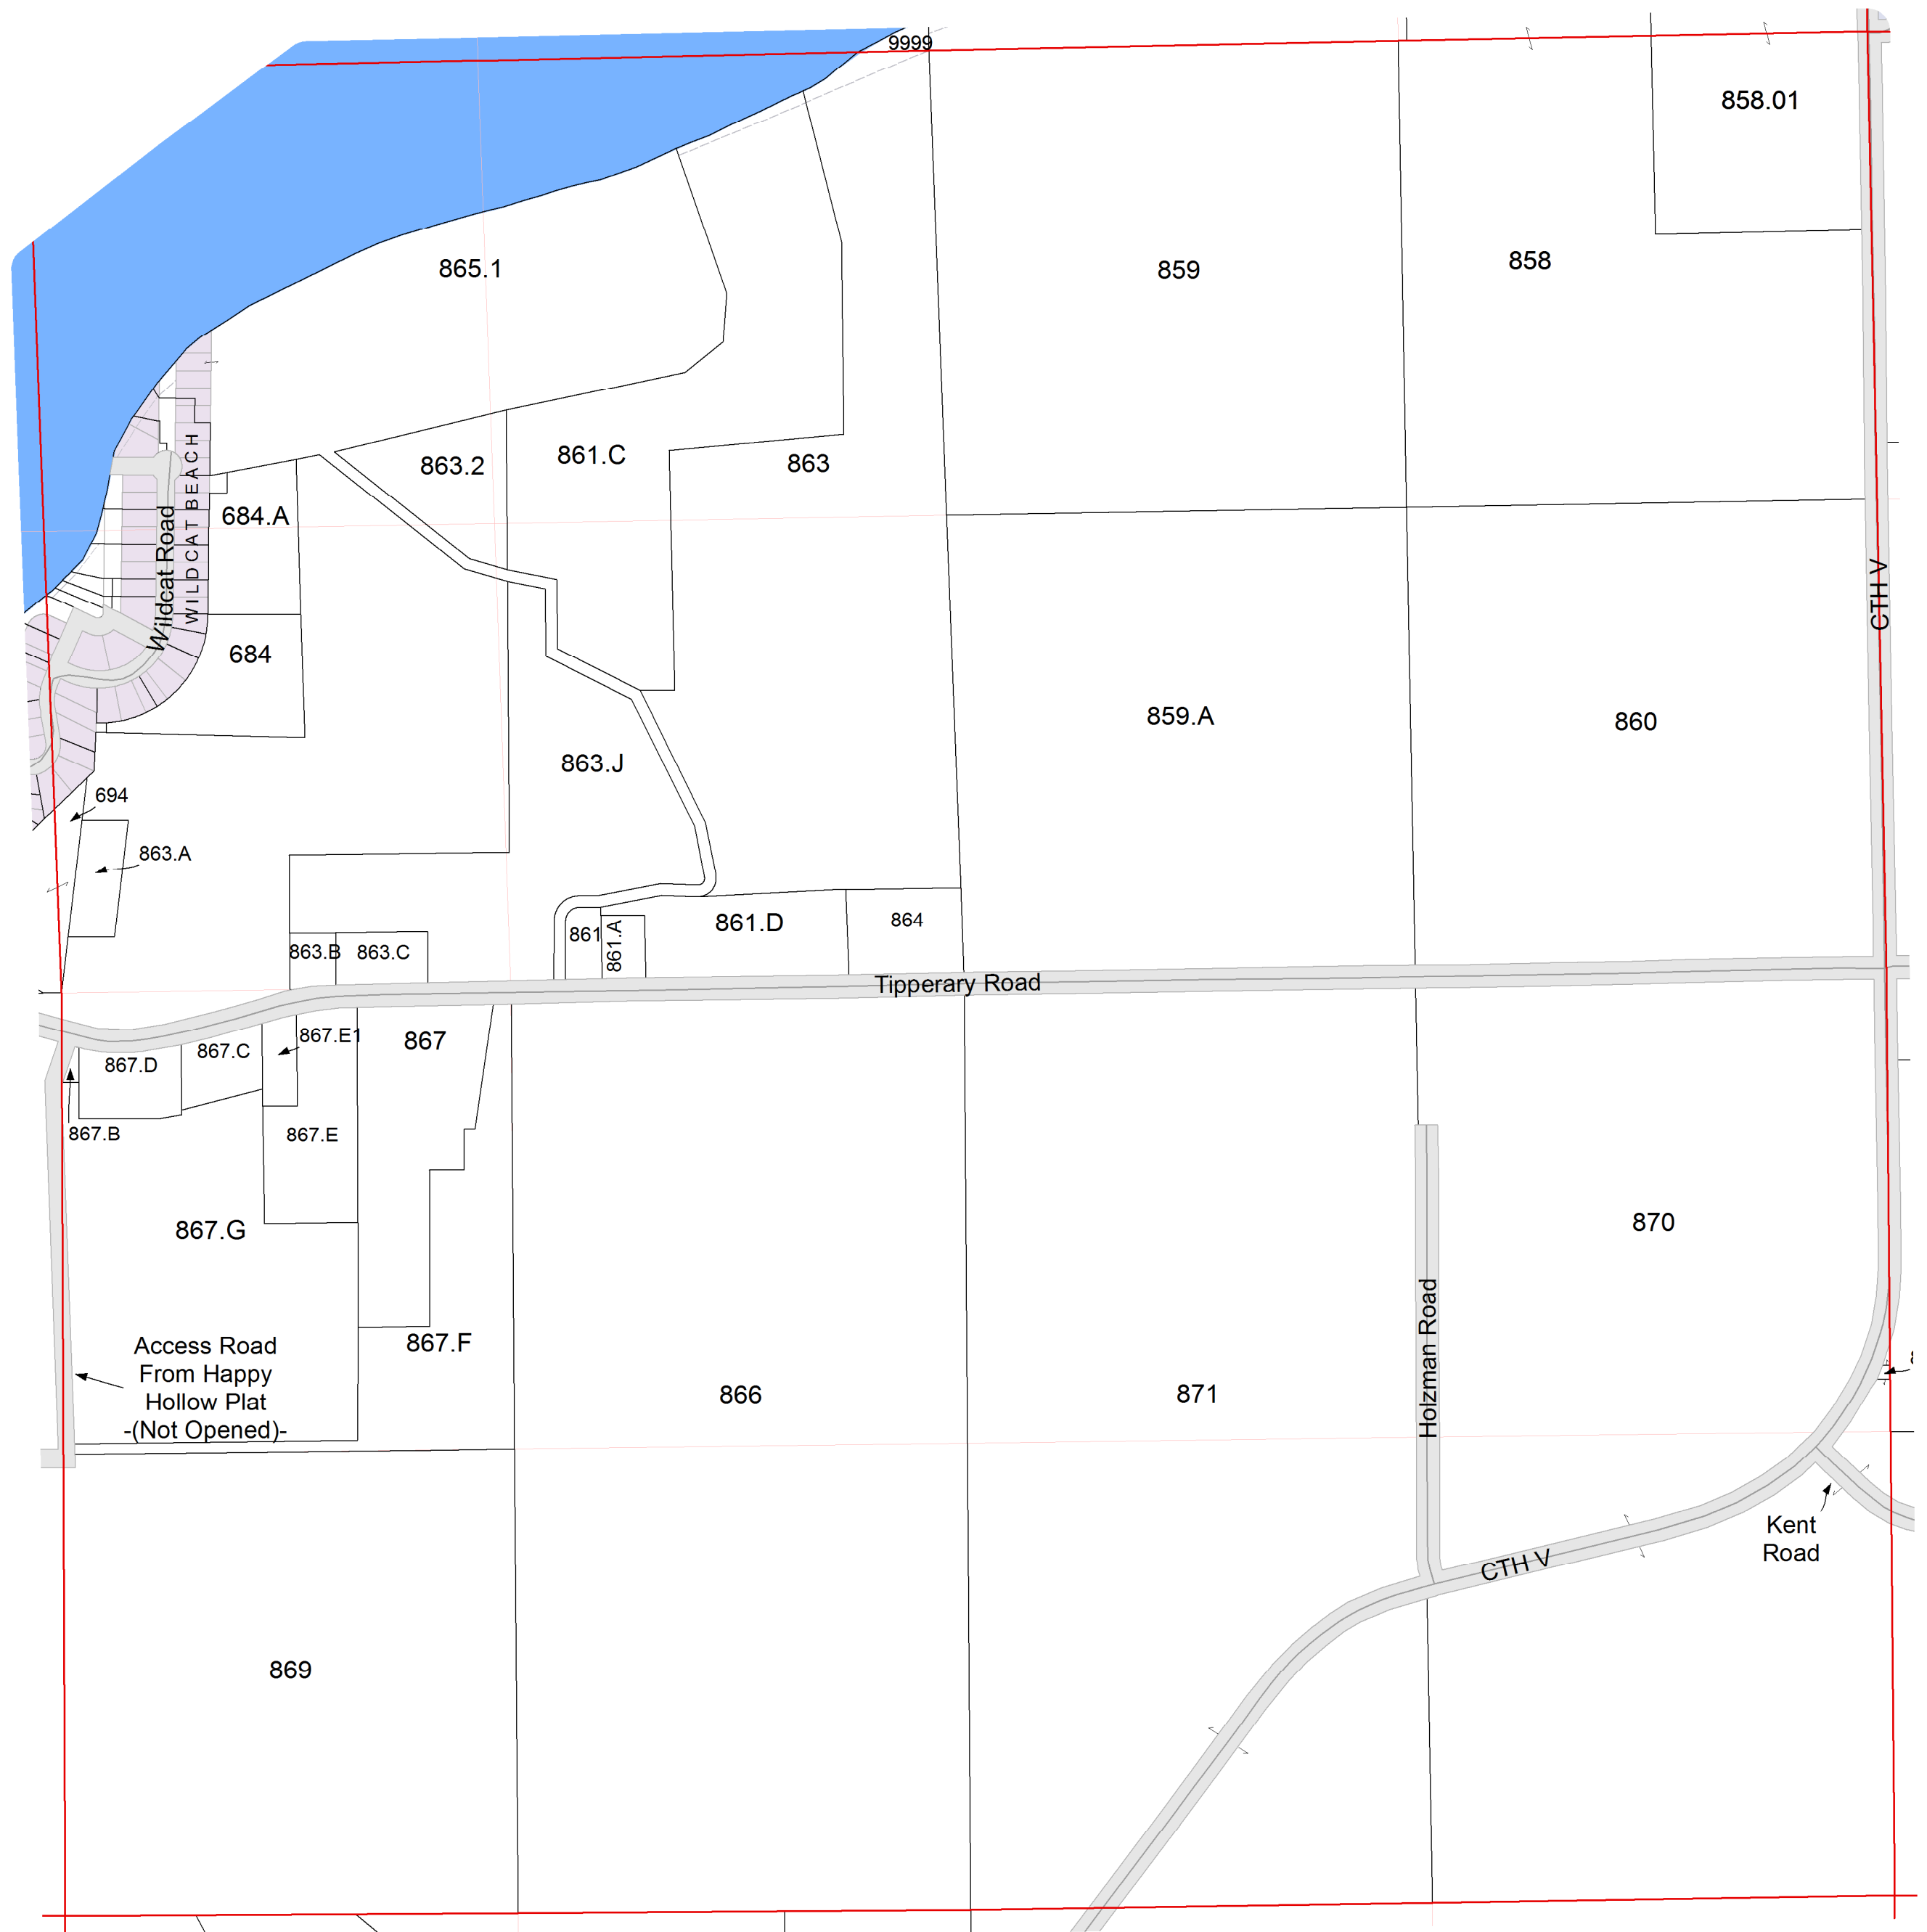 9999
858.01
865.1
859
858
861.C
863.2
863
684.A
WILDCAT BEACH
Wildcat Road
CTH V
684
859.A
860
863.J
694
863.A
861.D
864
861
861.A
863.B
863.C
Tipperary Road
867.E1
867
867.C
867.D
867.B
867.E
867.G
870
Holzman Road
867.F
Access Road
From Happy
Hollow Plat
-(Not Opened)-
866
871
Kent
Road
CTH V
869